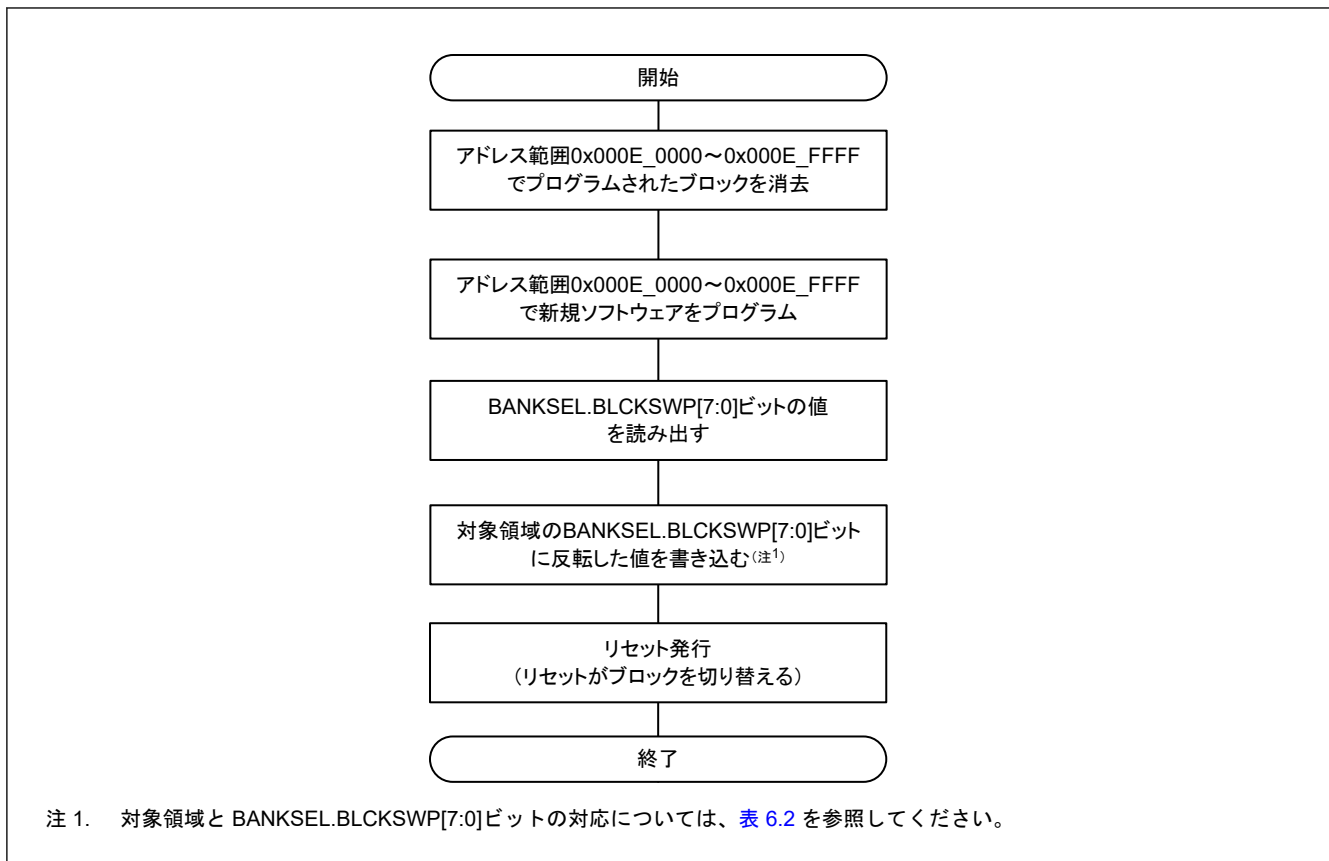 開始
アドレス範囲0x000E_0000～0x000E_FFFF
でプログラムされたブロックを消去
アドレス範囲0x000E_0000～0x000E_FFFF
で新規ソフトウェアをプログラム
BANKSEL.BLCKSWP[7:0]ビットの値
を読み出す
対象領域のBANKSEL.BLCKSWP[7:0]ビット
に反転した値を書き込む(注1)
リセット発行
（リセットがブロックを切り替える）
終了
注 1. 対象領域と BANKSEL.BLCKSWP[7:0]ビットの対応については、表 6.2 を参照してください。